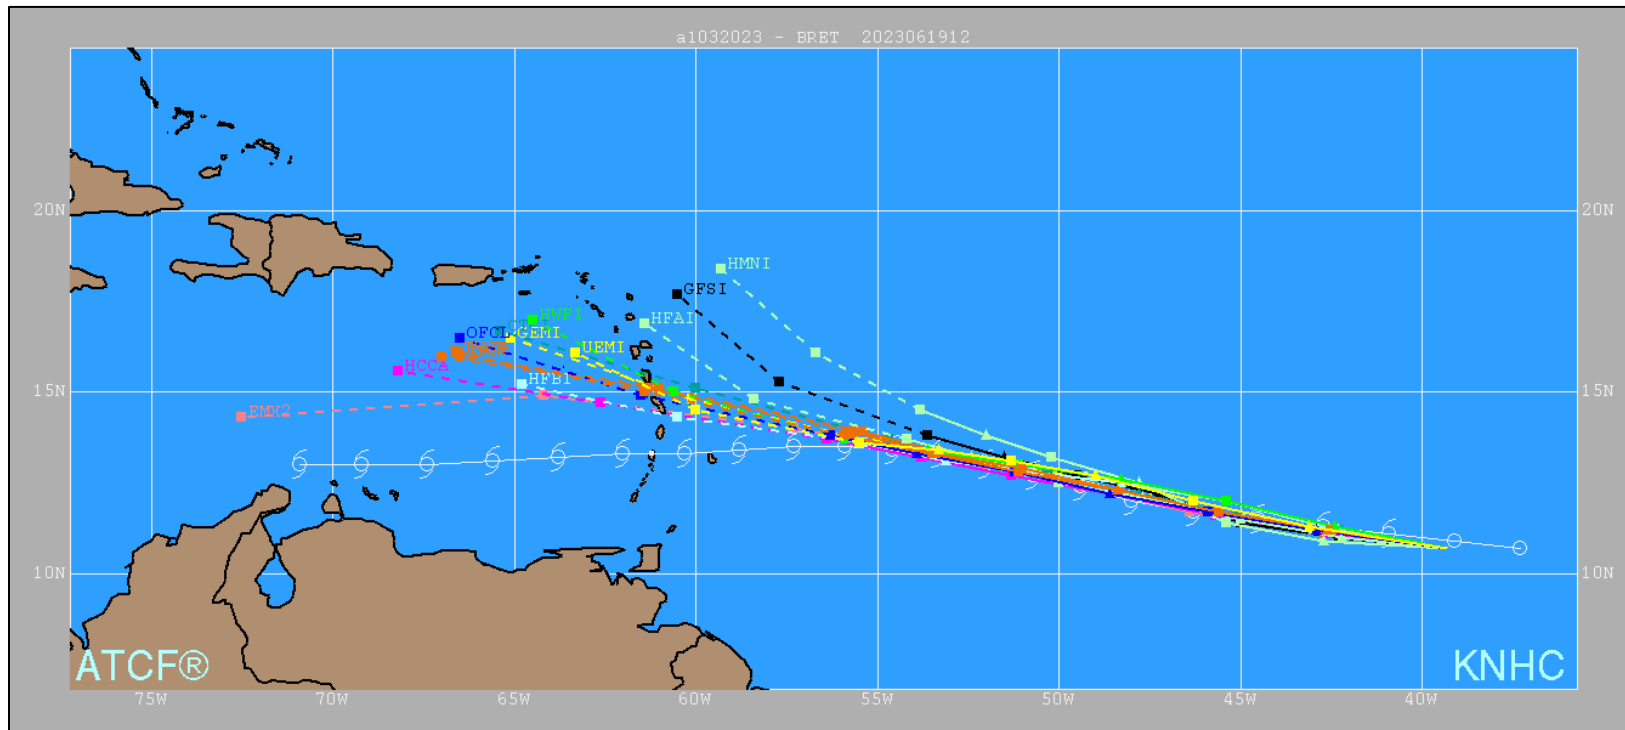 al032023 - BRET 2023061912
20N
20N
HMNI
GFSI
HWFI
HFAI
OFCL
GEMI
UEMI
HCCA
HFBI
15N
15N
EMX2
10N
10N
ATCF®
KNHC
75W 70W 65W 60W 55W 50W 45W 40W